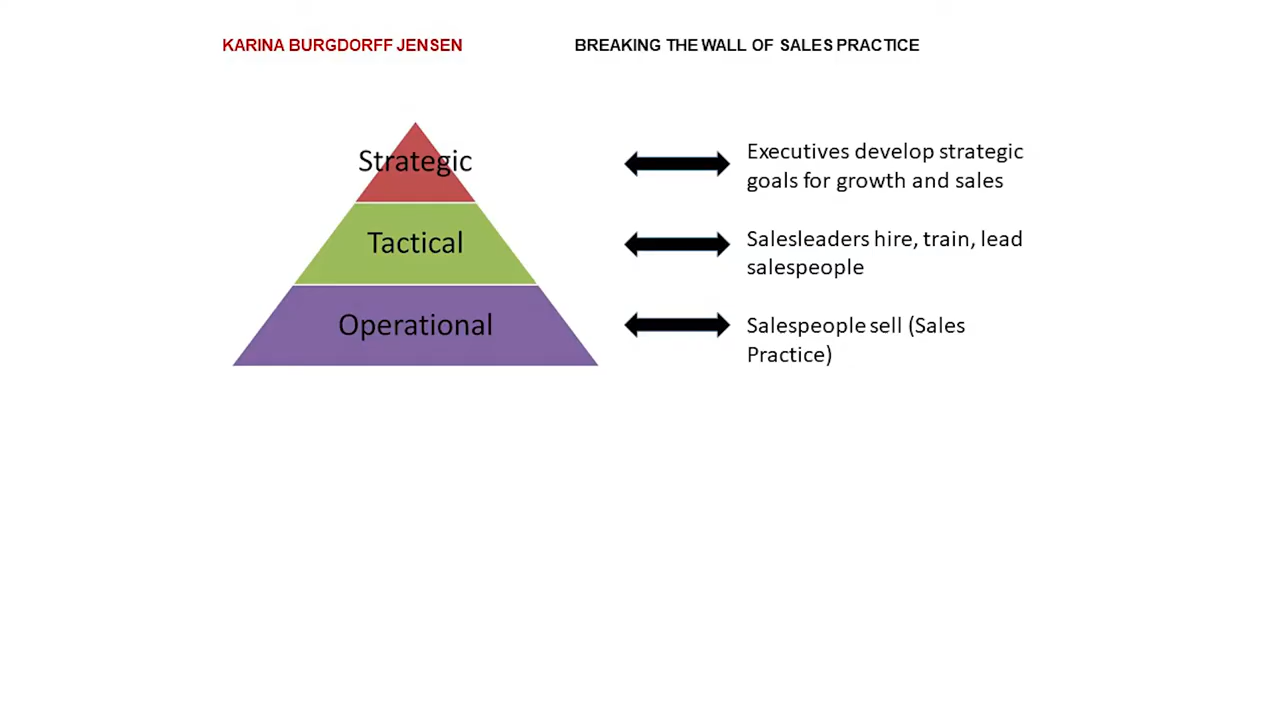 KARINA BURGDORFF JENSEN
BREAKING THE WALL OF SALES PRACTICE
Strategic
Executives develop strategic
goals for growth and sales
Tactical
Salesleaders hire, train, lead
salespeople
Operational
Salespeople sell (Sales
Practice)